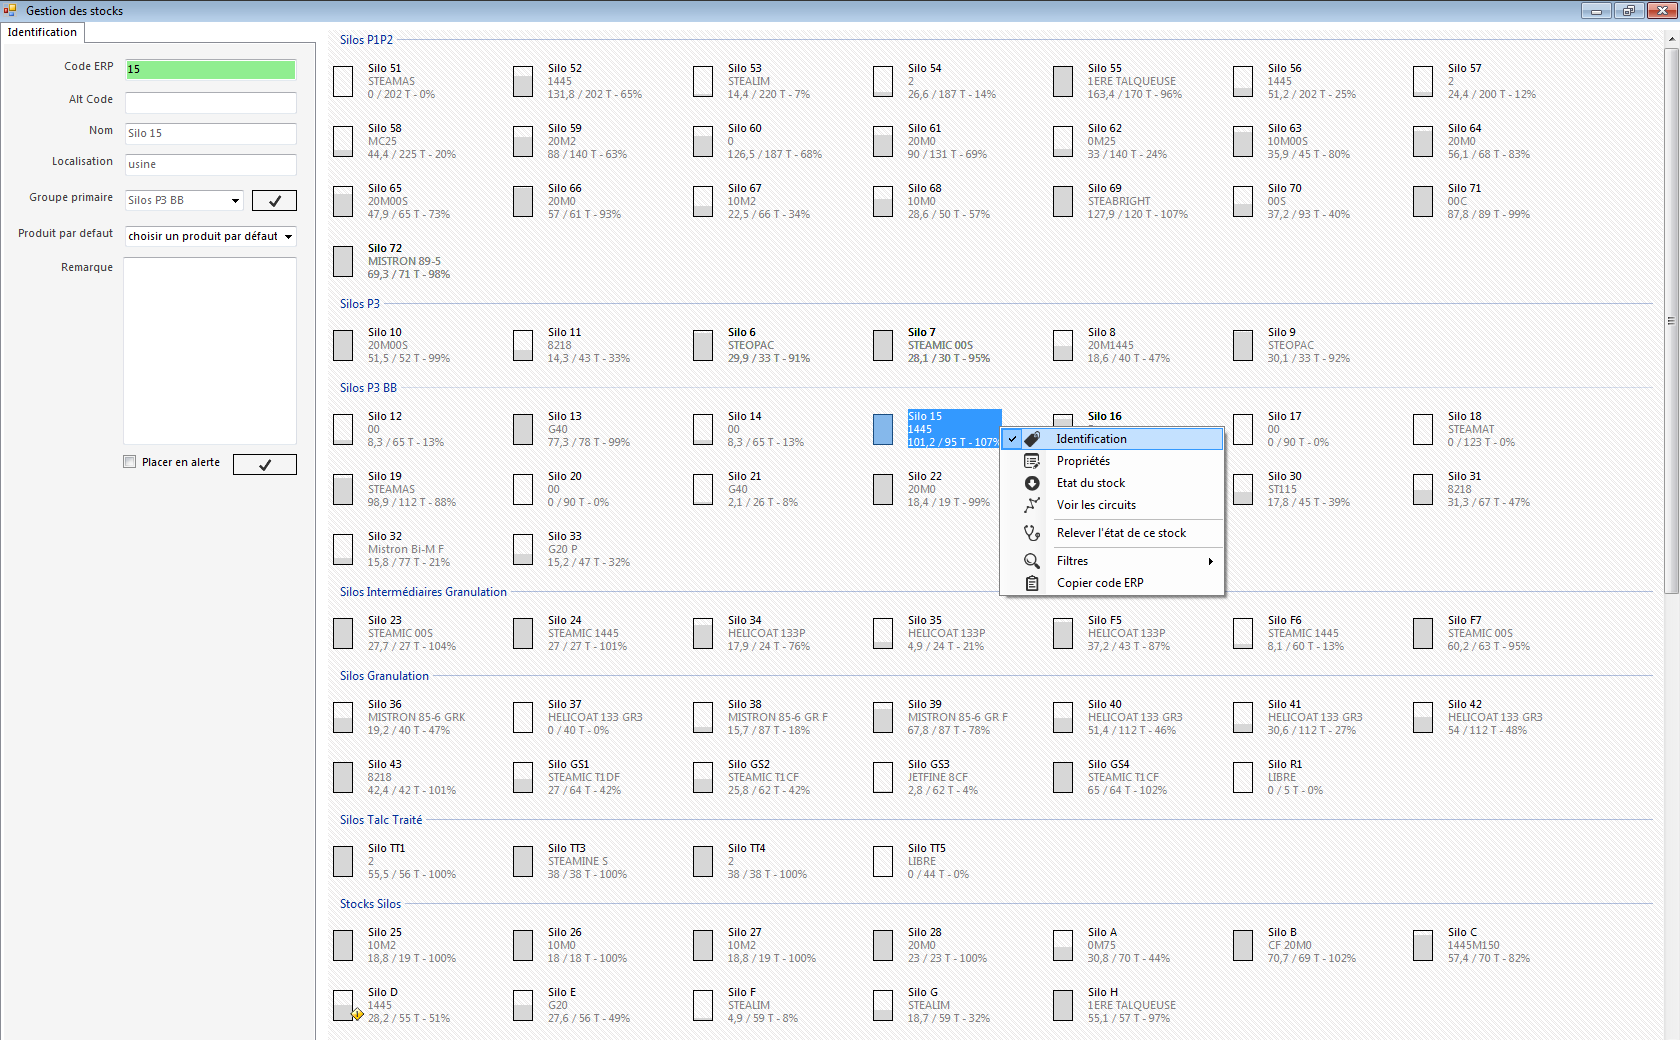 Gestion des stocks
Identification
Code ERP 15
Alt Code
Nom Silo 15
Localisation usine
Groupe primaire Silos P3 BB
Produit par defaut choisir un produit par défaut
Remarque
Placer en alerte
Silos P1P2
Silo 51
STEAMAS
0 / 202 T - 0%
Silo 52
1445
131,8 / 202 T - 65%
Silo 53
STEALIM
14,4 / 220 T - 7%
Silo 54
2
26,6 / 187 T - 14%
Silo 55
1ERE TALQUEUSE
163,4 / 170 T - 96%
Silo 56
1445
51,2 / 202 T - 25%
Silo 57
2
24,4 / 200 T - 12%
Silo 58
MC25
44,4 / 225 T - 20%
Silo 59
20M2
88 / 140 T - 63%
Silo 60
0
126,5 / 187 T - 68%
Silo 61
20M0
90 / 131 T - 69%
Silo 62
0M25
33 / 140 T - 24%
Silo 63
10M00S
35,9 / 45 T - 80%
Silo 64
20M0
56,1 / 68 T - 83%
Silo 65
20M00S
47,9 / 65 T - 73%
Silo 66
20M0
57 / 61 T - 93%
Silo 67
10M2
22,5 / 66 T - 34%
Silo 68
10M0
28,6 / 50 T - 57%
Silo 69
STEABRIGHT
127,9 / 120 T - 107%
Silo 70
00S
37,2 / 93 T - 40%
Silo 71
00C
87,8 / 89 T - 99%
Silo 72
MISTRON 89-5
69,3 / 71 T - 98%
Silos P3
Silo 10
20M00S
51,5 / 52 T - 99%
Silo 11
8218
14,3 / 43 T - 33%
Silo 6
STEOPAC
29,9 / 33 T - 91%
Silo 7
STEAMIC 00S
28,1 / 30 T - 95%
Silo 8
20M1445
18,6 / 40 T - 47%
Silo 9
STEOPAC
30,1 / 33 T - 92%
Silos P3 BB
Silo 12
00
8,3 / 65 T - 13%
Silo 13
G40
77,3 / 78 T - 99%
Silo 14
00
8,3 / 65 T - 13%
Silo 15
1445
101,2 / 95 T - 107%
Silo 16
Silo 17
00
0 / 90 T - 0%
Silo 18
STEAMAT
0 / 123 T - 0%
Silo 19
STEAMAS
98,9 / 112 T - 88%
Silo 20
00
0 / 90 T - 0%
Silo 21
G40
2,1 / 26 T - 8%
Silo 22
20M0
18,4 / 19 T - 99%
Silo 30
ST115
17,8 / 45 T - 39%
Silo 31
8218
31,3 / 67 T - 47%
Silo 32
Mistron Bi-M F
15,8 / 77 T - 21%
Silo 33
G20 P
15,2 / 47 T - 32%
Identification
Propriétés
Etat du stock
Voir les circuits
Relever l'état de ce stock
Filtres
Copier code ERP
Silos Intermédiaires Granulation
Silo 23
STEAMIC 00S
27,7 / 27 T - 104%
Silo 24
STEAMIC 1445
27 / 27 T - 101%
Silo 34
HELICOAT 133P
17,9 / 24 T - 76%
Silo 35
HELICOAT 133P
4,9 / 24 T - 21%
Silo F5
HELICOAT 133P
37,2 / 43 T - 87%
Silo F6
STEAMIC 1445
8,1 / 60 T - 13%
Silo F7
STEAMIC 00S
60,2 / 63 T - 95%
Silos Granulation
Silo 36
MISTRON 85-6 GRK
19,2 / 40 T - 47%
Silo 37
HELICOAT 133 GR3
0 / 40 T - 0%
Silo 38
MISTRON 85-6 GR F
15,7 / 87 T - 18%
Silo 39
MISTRON 85-6 GR F
67,8 / 87 T - 78%
Silo 40
HELICOAT 133 GR3
51,4 / 112 T - 46%
Silo 41
HELICOAT 133 GR3
30,6 / 112 T - 27%
Silo 42
HELICOAT 133 GR3
54 / 112 T - 48%
Silo 43
8218
42,4 / 42 T - 101%
Silo GS1
STEAMIC T1DF
27 / 64 T - 42%
Silo GS2
STEAMIC T1CF
25,8 / 62 T - 42%
Silo GS3
JETFINE 8CF
2,8 / 62 T - 4%
Silo GS4
STEAMIC T1CF
65 / 64 T - 102%
Silo R1
LIBRE
0 / 5 T - 0%
Silos Talc Traité
Silo TT1
2
55,5 / 56 T - 100%
Silo TT3
STEAMINE S
38 / 38 T - 100%
Silo TT4
2
38 / 38 T - 100%
Silo TT5
LIBRE
0 / 44 T - 0%
Stocks Silos
Silo 25
10M2
18,8 / 19 T - 100%
Silo 26
10M0
18 / 18 T - 100%
Silo 27
10M2
18,8 / 19 T - 100%
Silo 28
20M0
23 / 23 T - 100%
Silo A
0M75
30,8 / 70 T - 44%
Silo B
CF 20M0
70,7 / 69 T - 102%
Silo C
1445M150
57,4 / 70 T - 82%
Silo D
1445
28,2 / 55 T - 51%
Silo E
G20
27,6 / 56 T - 49%
Silo F
STEALIM
4,9 / 59 T - 8%
Silo G
STEALIM
18,7 / 59 T - 32%
Silo H
1ERE TALQUEUSE
55,1 / 57 T - 97%